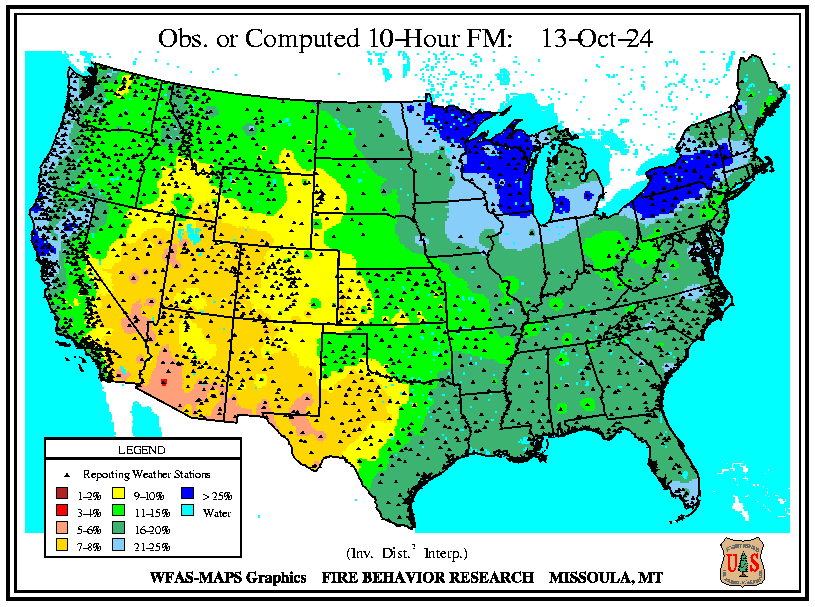 Obs. or Computed 10-Hour FM: 13-Oct-24
LEGEND
Reporting Weather Stations
1-2% 9-10% > 25%
3-4% 11-15% Water
5-6% 16-20%
7-8% 21-25%
(Inv. Dist.² Interp.)
WFAS-MAPS Graphics FIRE BEHAVIOR RESEARCH MISSOULA, MT
U S